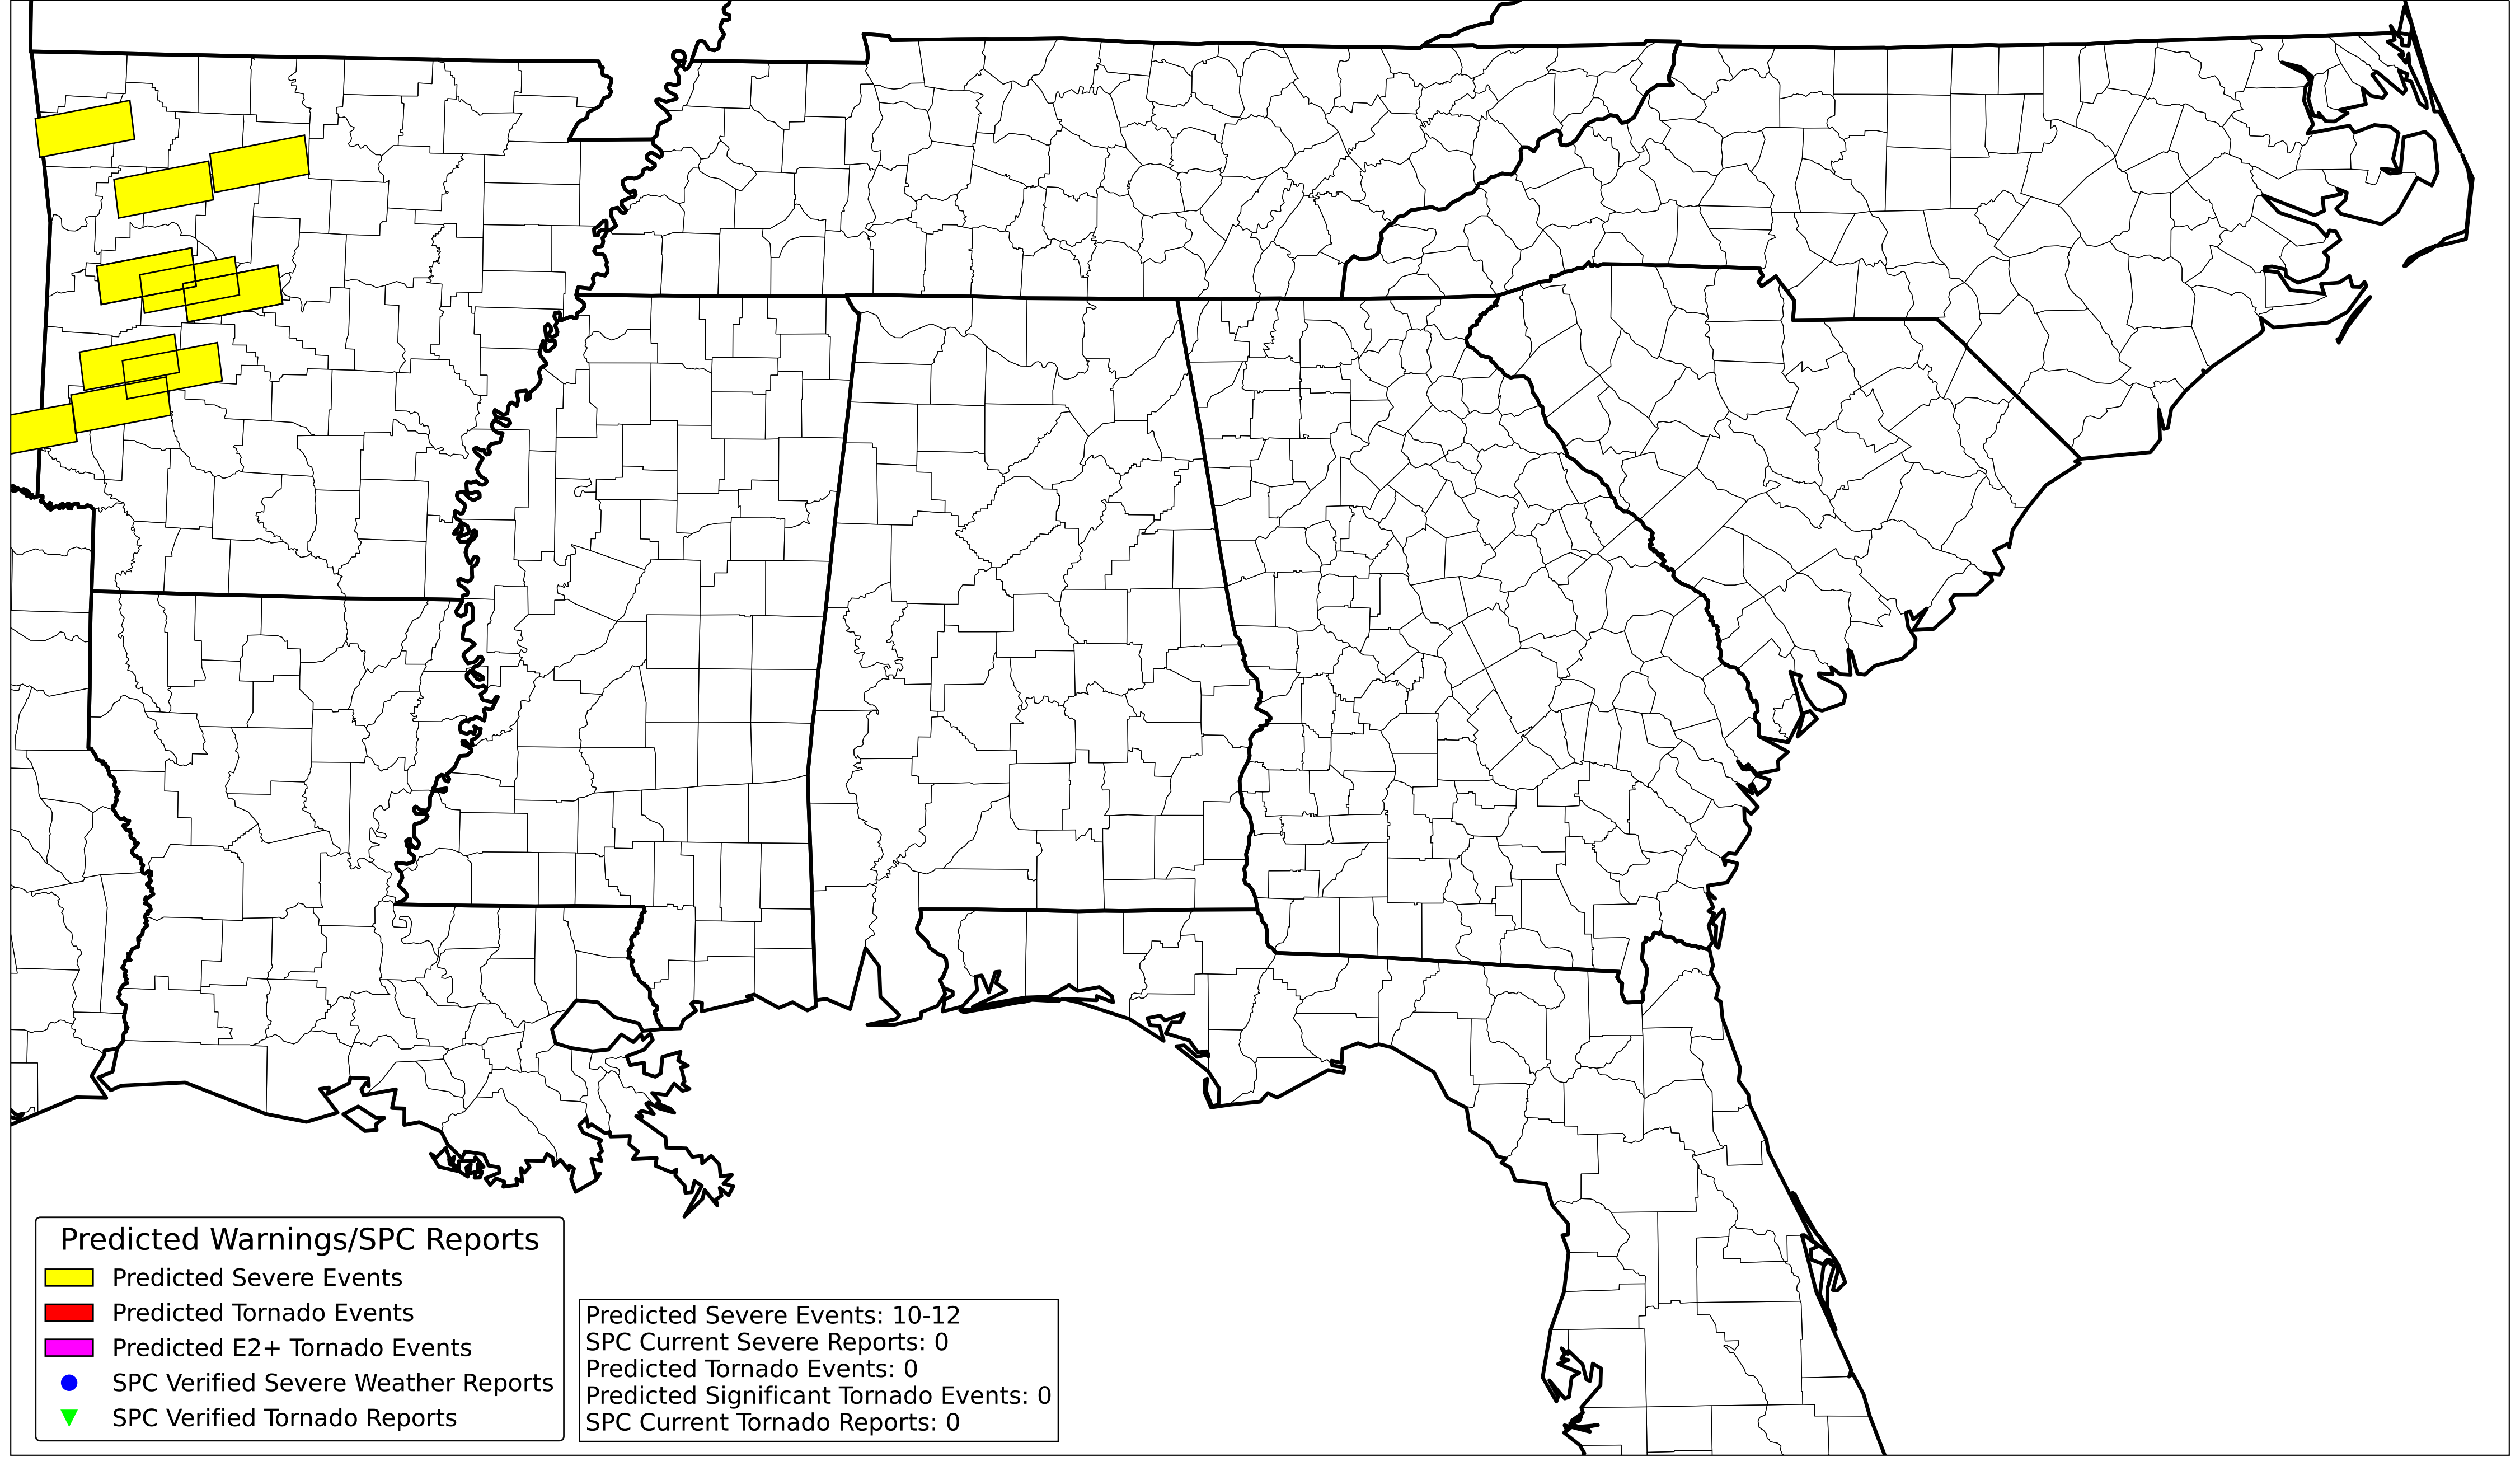 Predicted Warnings/SPC Reports
Predicted Severe Events
Predicted Tornado Events
Predicted E2+ Tornado Events
SPC Verified Severe Weather Reports
SPC Verified Tornado Reports
Predicted Severe Events: 10-12
SPC Current Severe Reports: 0
Predicted Tornado Events: 0
Predicted Significant Tornado Events: 0
SPC Current Tornado Reports: 0